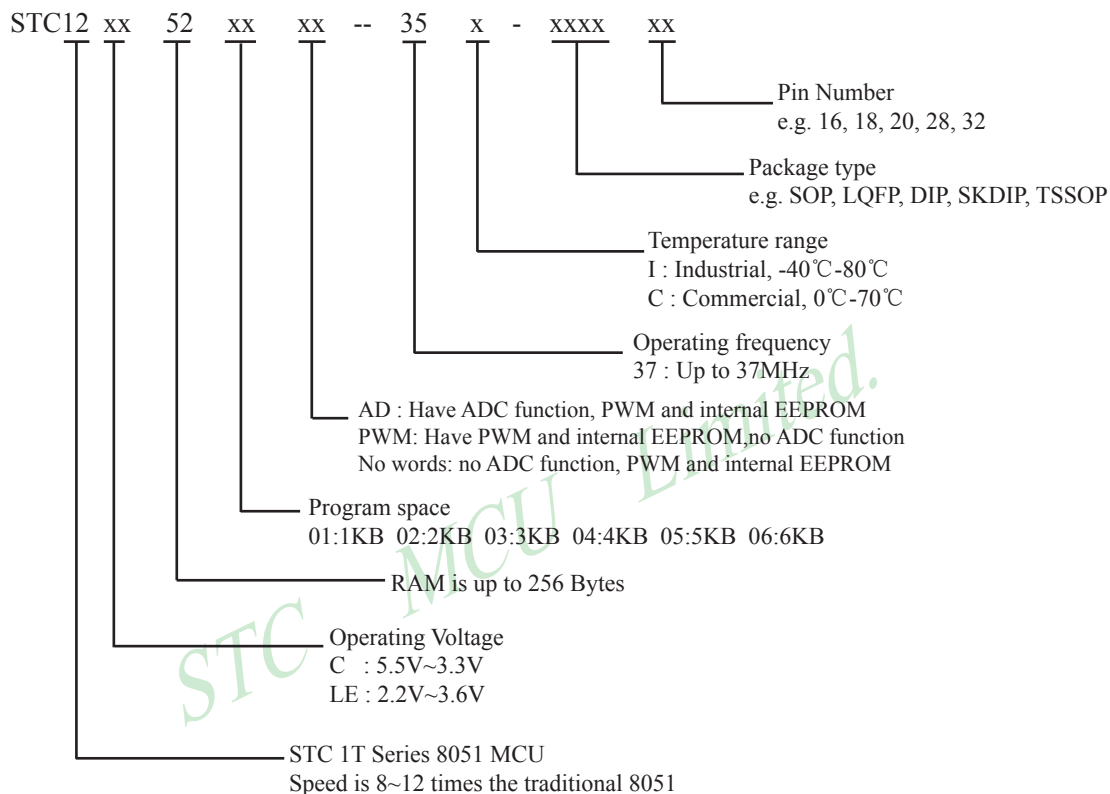 STC12 xx 52 xx xx -- 35 x - xxxx xx
Pin Number
e.g. 16, 18, 20, 28, 32
Package type
e.g. SOP, LQFP, DIP, SKDIP, TSSOP
Temperature range
I : Industrial, -40℃-80℃
C : Commercial, 0℃-70℃
Operating frequency
37 : Up to 37MHz
AD : Have ADC function, PWM and internal EEPROM
PWM: Have PWM and internal EEPROM,no ADC function
No words: no ADC function, PWM and internal EEPROM
Program space
01:1KB 02:2KB 03:3KB 04:4KB 05:5KB 06:6KB
RAM is up to 256 Bytes
Operating Voltage
C : 5.5V~3.3V
LE : 2.2V~3.6V
STC 1T Series 8051 MCU
Speed is 8~12 times the traditional 8051
STC MCU Limited.